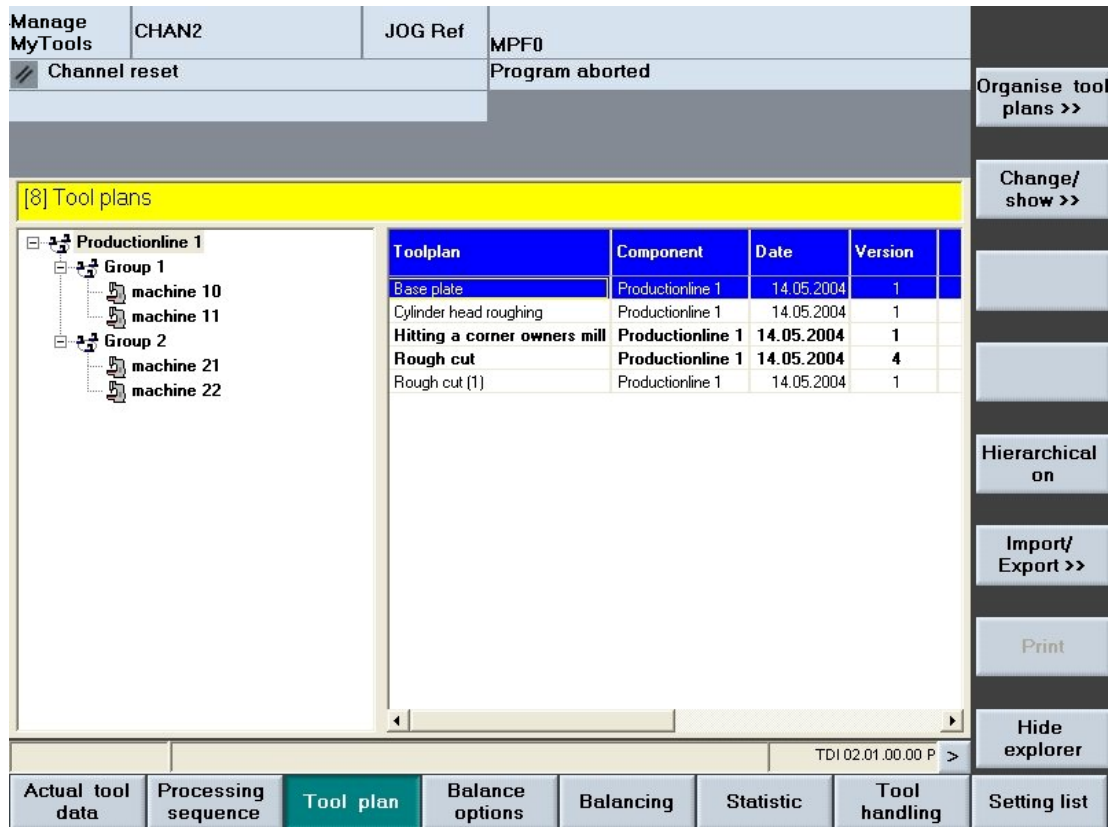 Manage
MyTools
CHAN2
JOG Ref
MPF0
Channel reset
Program aborted
Organise tool
plans >>
Change/
show >>
Hierarchical
on
Import/
Export >>
Print
Hide
explorer
[8] Tool plans
Productionline 1
Group 1
machine 10
machine 11
Group 2
machine 21
machine 22
Toolplan Component Date Version
Base plate Productionline 1 14.05.2004 1
Cylinder head roughing Productionline 1 14.05.2004 1
Hitting a corner owners mill Productionline 1 14.05.2004 1
Rough cut Productionline 1 14.05.2004 4
Rough cut (1) Productionline 1 14.05.2004 1
TDI 02.01.00.00 P >
Actual tool
data
Processing
sequence
Tool plan
Balance
options
Balancing
Statistic
Tool
handling
Setting list